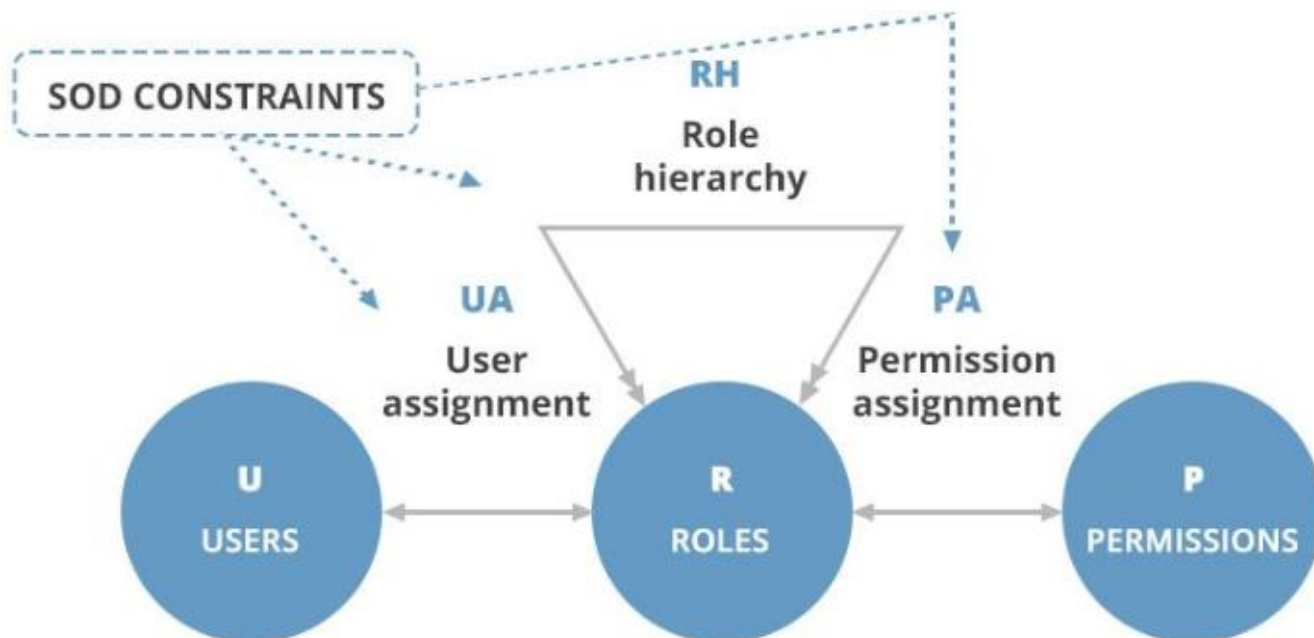 SOD CONSTRAINTS
RH
Role
hierarchy
UA
User
assignment
PA
Permission
assignment
U
USERS
R
ROLES
P
PERMISSIONS